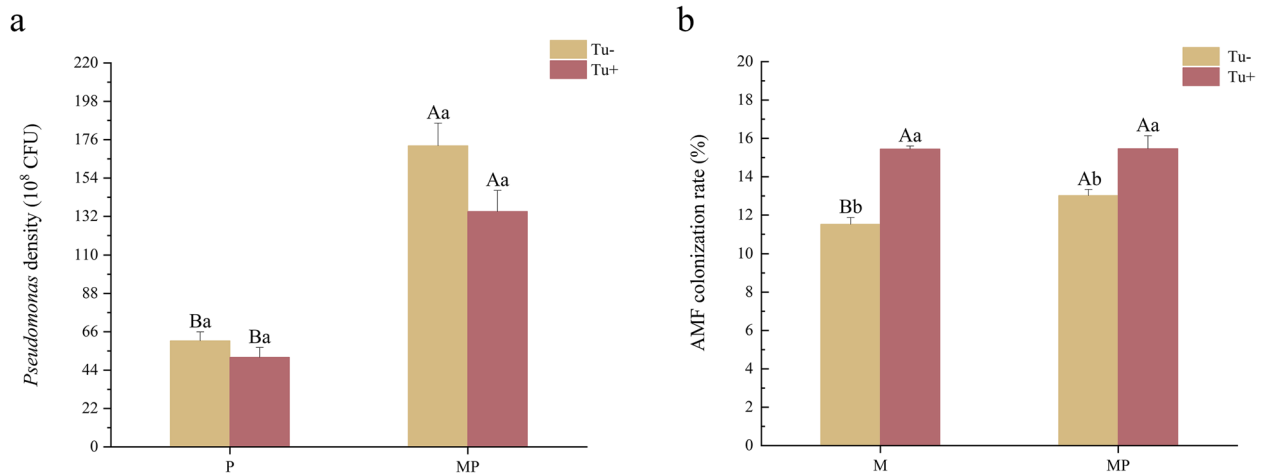 a
Tu-
Tu+
220
198
176
154
132
110
88
66
44
22
0
Pseudomonas density (10⁸ CFU)
Ba
Ba
Aa
Aa
P
MP
b
Tu-
Tu+
20
18
16
14
12
10
8
6
4
2
0
AMF colonization rate (%)
Bb
Aa
Ab
Aa
M
MP